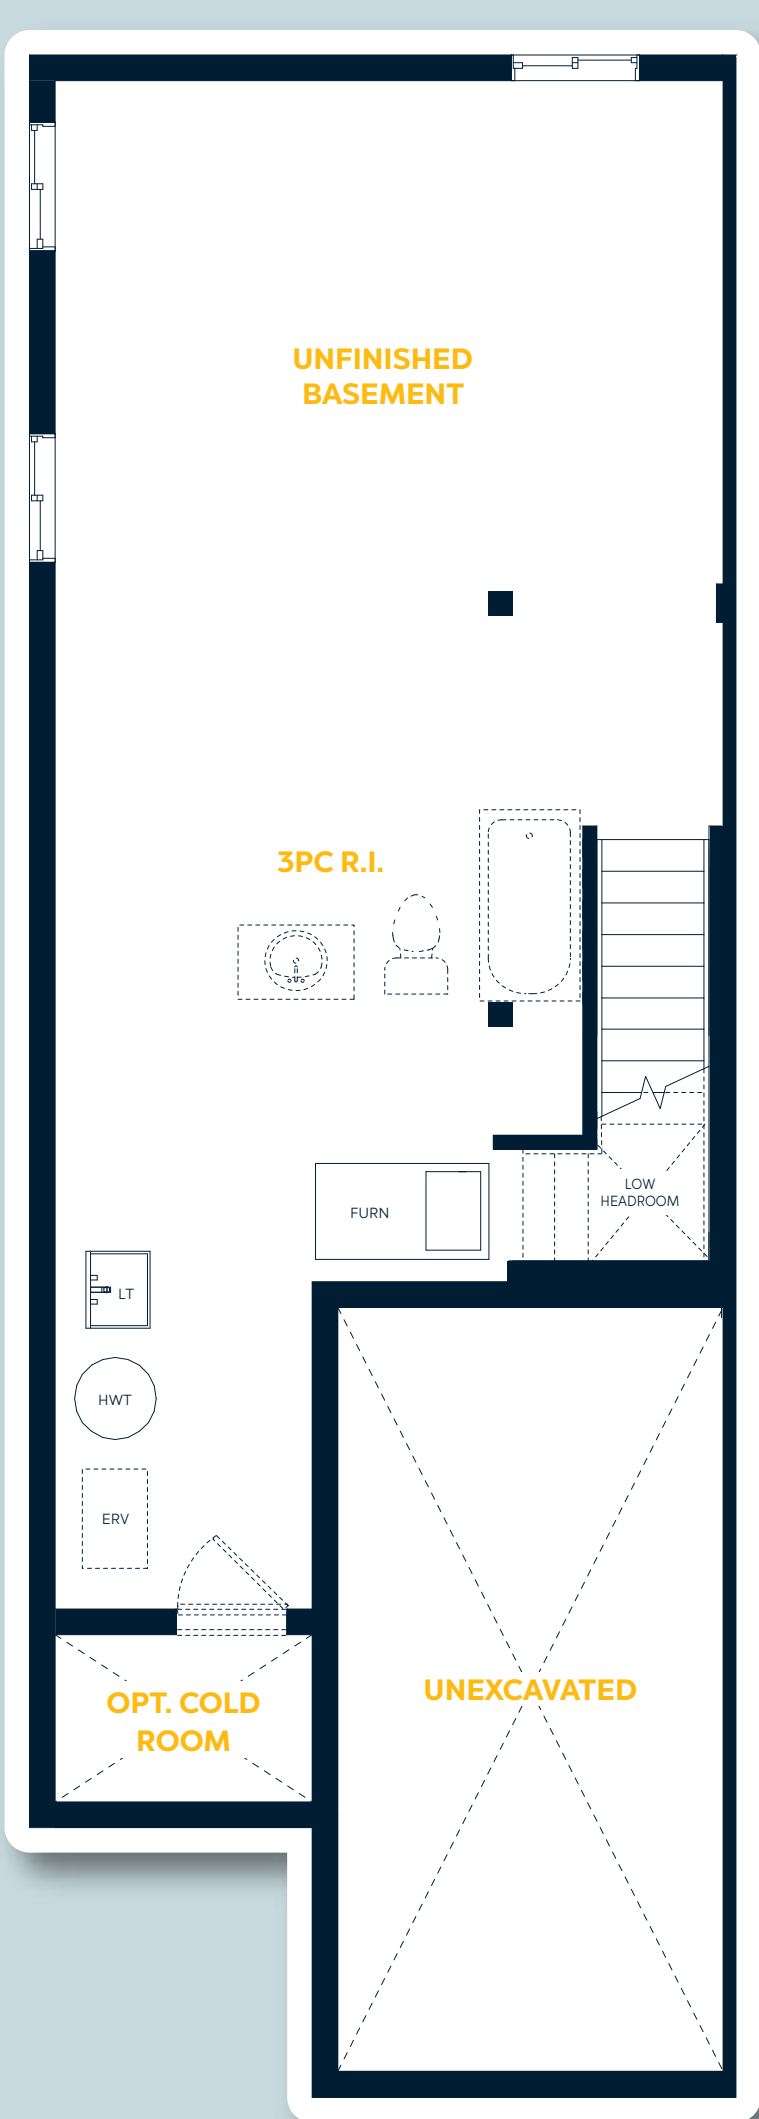 UNFINISHED
BASEMENT
3PC R.I.
LOW
HEADROOM
FURN
LT
HWT
ERV
OPT. COLD
ROOM
UNEXCAVATED